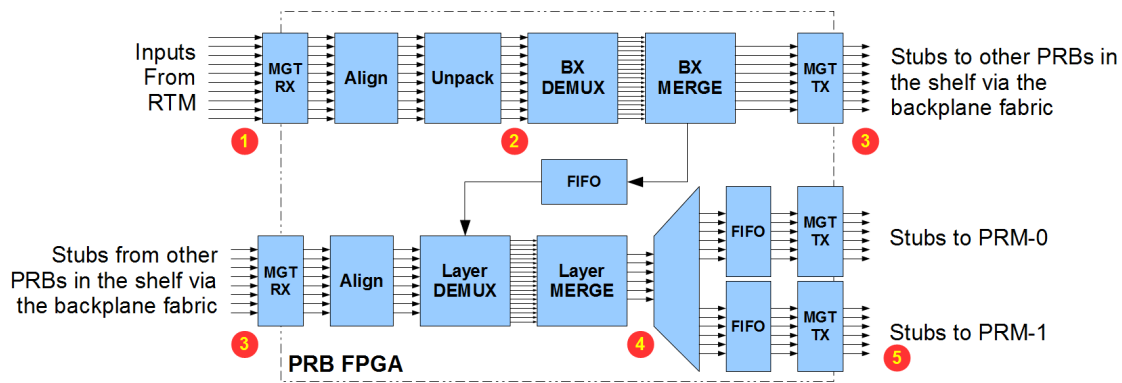 Inputs
From
RTM
MGT
RX
Align
Unpack
BX
DEMUX
BX
MERGE
MGT
TX
Stubs to other PRBs in
the shelf via the
backplane fabric
1
2
3
FIFO
Stubs from other
PRBs in the shelf via
the backplane fabric
MGT
RX
Align
Layer
DEMUX
Layer
MERGE
FIFO
MGT
TX
Stubs to PRM-0
FIFO
MGT
TX
Stubs to PRM-1
3
4
5
PRB FPGA